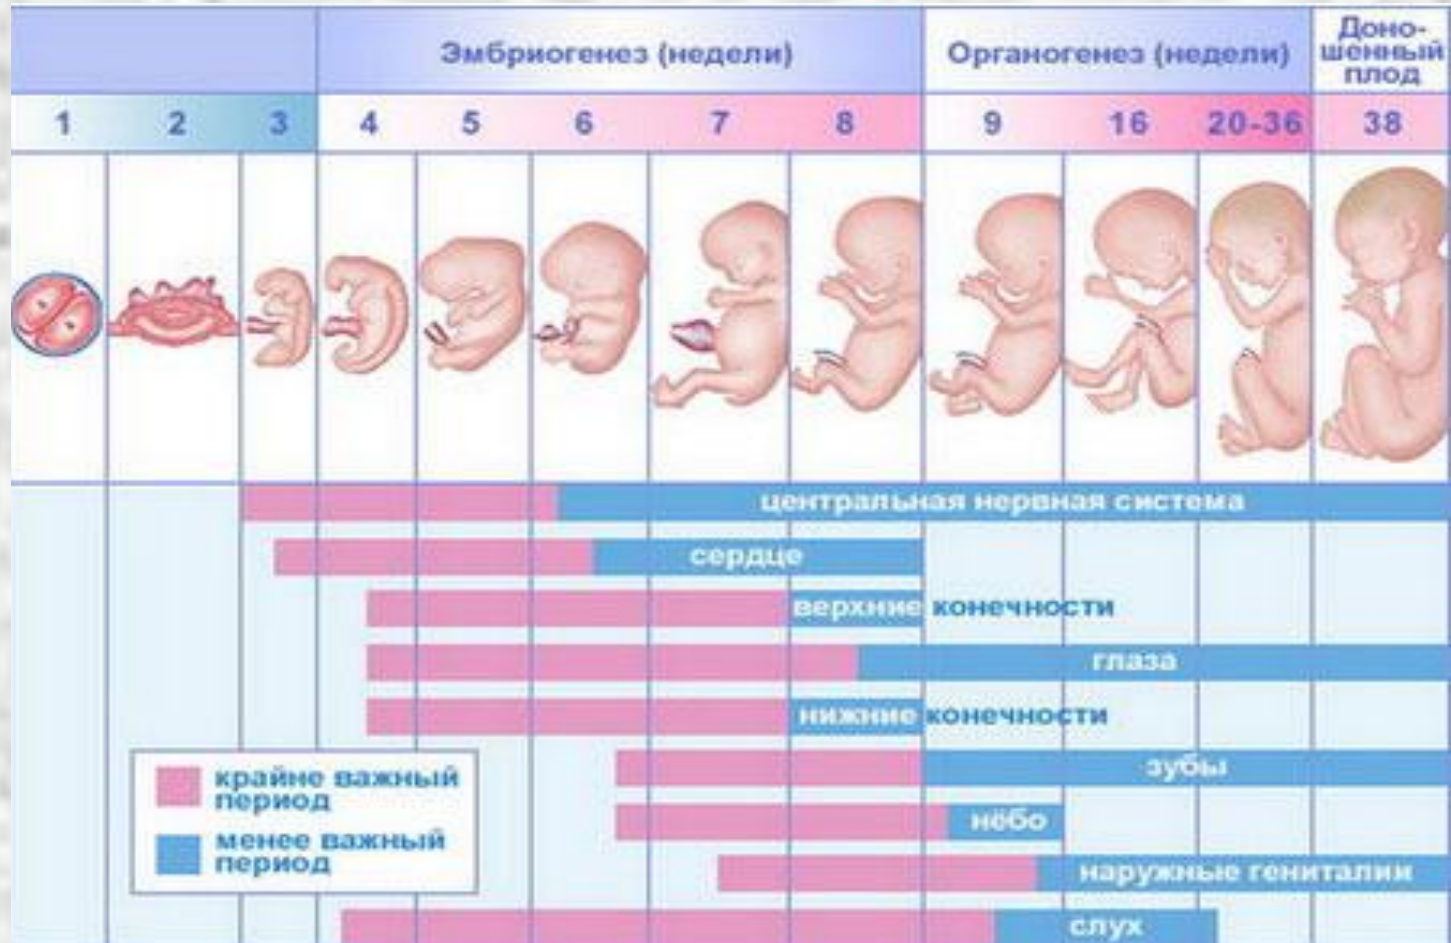 Эмбриогенез (недели)
Органогенез (недели)
Доно-
шенный
плод
1 2 3 4 5 6 7 8 9 16 20-36 38
центральная нервная система
сердце
верхние конечности
глаза
нижние конечности
зубы
нёбо
наружные гениталии
слух
крайне важный
период
менее важный
период